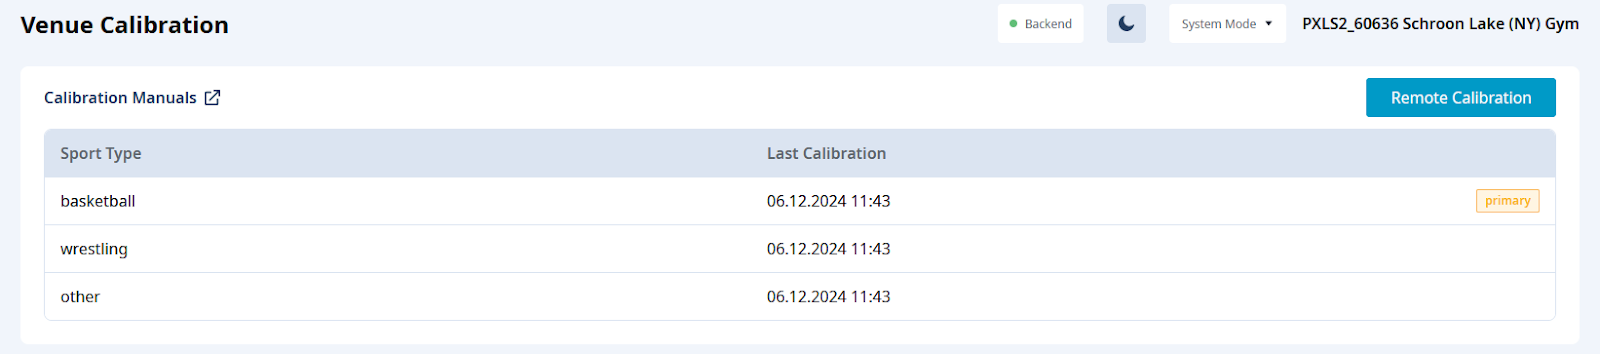 Venue Calibration
Backend
System Mode
PXLS2_60636 Schroon Lake (NY) Gym
Calibration Manuals
Remote Calibration
Sport Type Last Calibration
basketball 06.12.2024 11:43 primary
wrestling 06.12.2024 11:43
other 06.12.2024 11:43